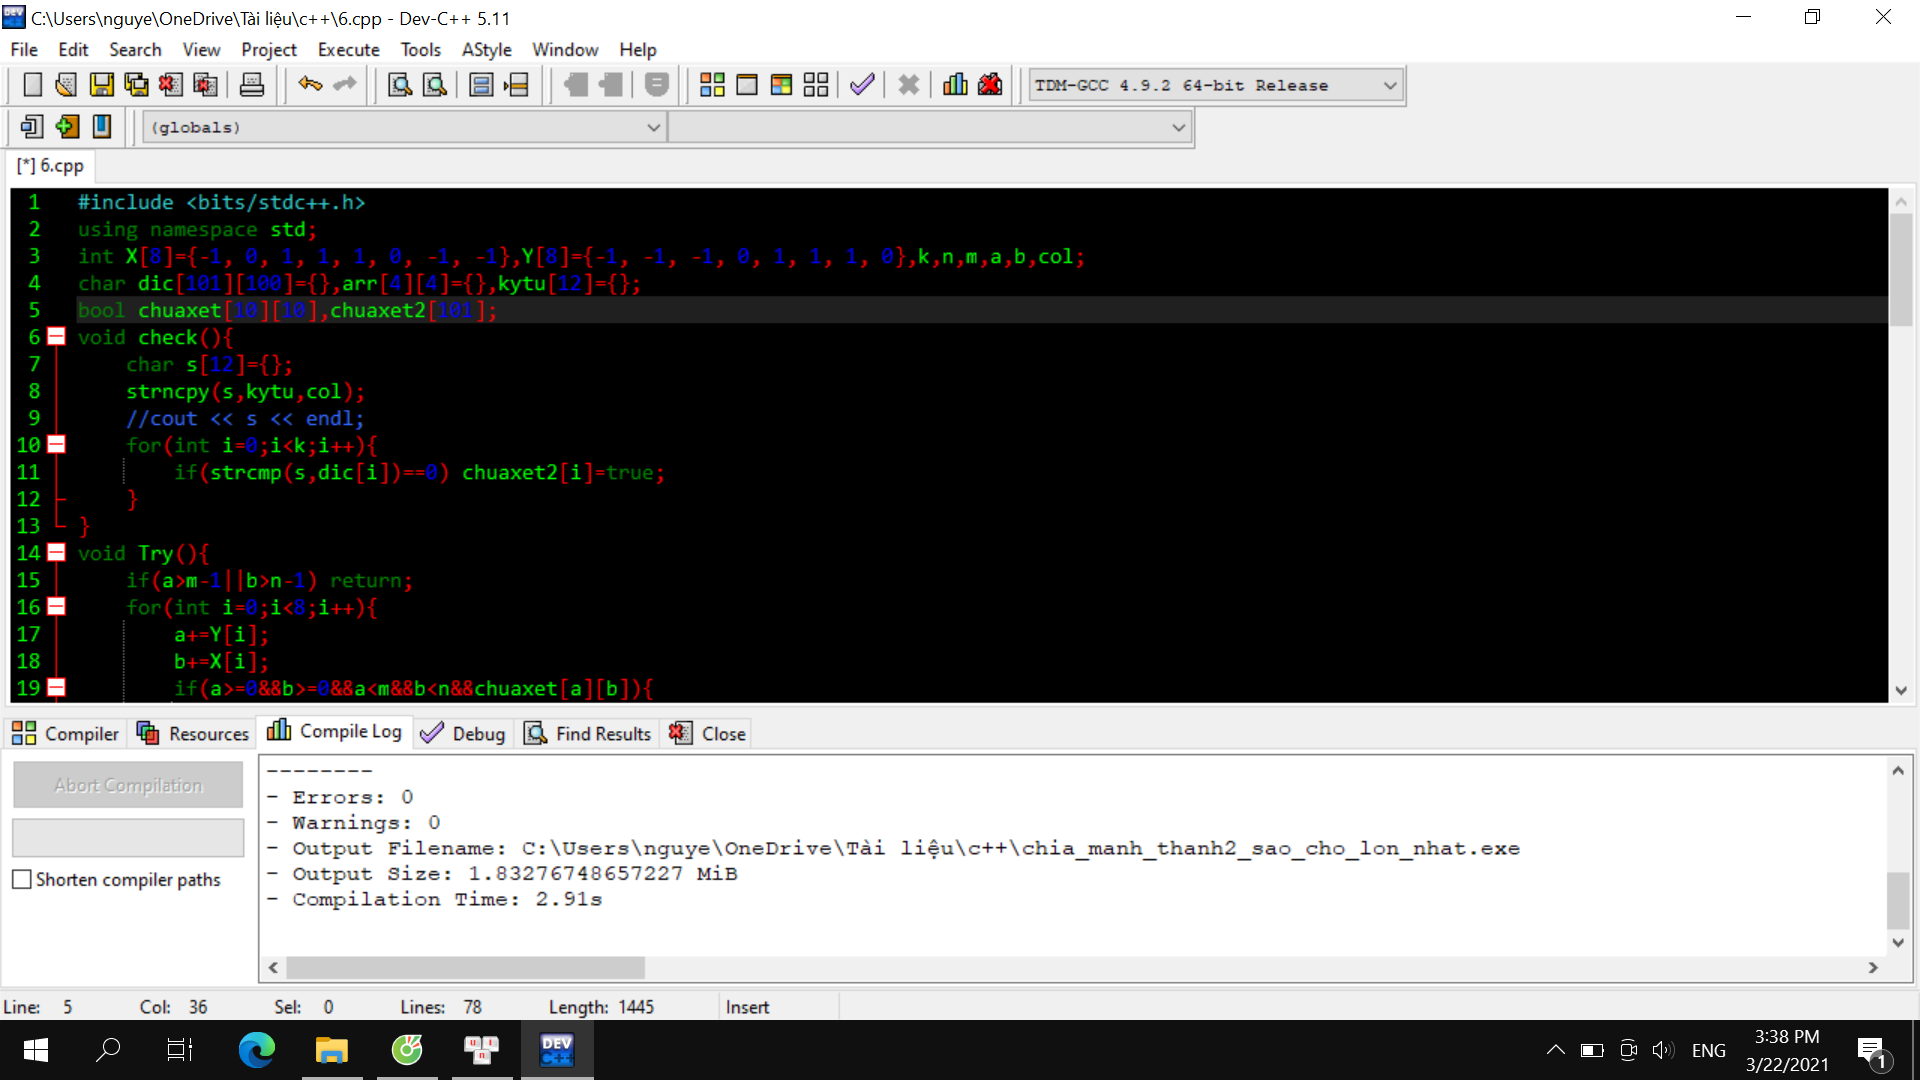 C:\Users\nguye\OneDrive\Tài liệu\c++\6.cpp - Dev-C++ 5.11
File Edit Search View Project Execute Tools AStyle Window Help
TDM-GCC 4.9.2 64-bit Release
(globals)
[*] 6.cpp
1 #include <bits/stdc++.h>
2 using namespace std;
3 int X[8]={-1, 0, 1, 1, 1, 0, -1, -1},Y[8]={-1, -1, -1, 0, 1, 1, 1, 0},k,n,m,a,b,col;
4 char dic[101][100]={},arr[4][4]={},kytu[12]={};
5 bool chuaxet[10][10],chuaxet2[101];
6 void check(){
7 char s[12]={};
8 strncpy(s,kytu,col);
9 //cout << s << endl;
10 for(int i=0;i<k;i++){
11 if(strcmp(s,dic[i])==0) chuaxet2[i]=true;
12 }
13 }
14 void Try(){
15 if(a>m-1||b>n-1) return;
16 for(int i=0;i<8;i++){
17 a+=Y[i];
18 b+=X[i];
19 if(a>=0&&b>=0&&a<m&&b<n&&chuaxet[a][b]){
Compiler Resources Compile Log Debug Find Results Close
Abort Compilation
Shorten compiler paths
--------
- Errors: 0
- Warnings: 0
- Output Filename: C:\Users\nguye\OneDrive\Tài liệu\c++\chia_manh_thanh2_sao_cho_lon_nhat.exe
- Output Size: 1.83276748657227 MiB
- Compilation Time: 2.91s
Line: 5 Col: 36 Sel: 0 Lines: 78 Length: 1445 Insert
DEV C++
u i n
ENG
3:38 PM
3/22/2021
1